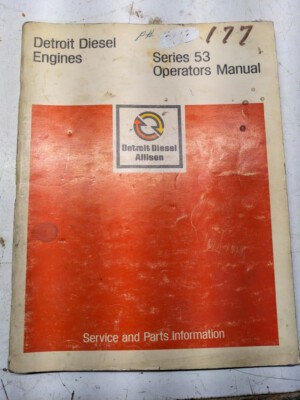 177
Detroit Diesel
Engines
Series 53
Operators Manual
Detroit Diesel
Allison
Service and Parts Information